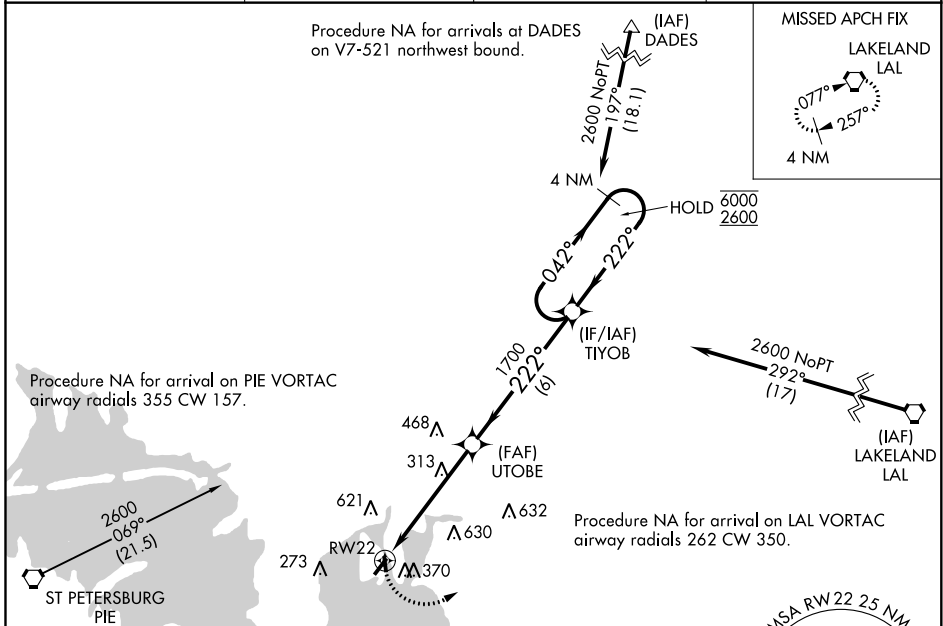 Procedure NA for arrivals at DADES
on V7-521 northwest bound.
(IAF)
DADES
2600 NoPT
197°
(18.1)
MISSED APCH FIX
LAKELAND
LAL
077°
257°
4 NM
4 NM
HOLD
6000
2600
042°
222°
(IF/IAF)
TIYOB
1700
222°
(6)
2600 NoPT
292°
(17)
(IAF)
LAKELAND
LAL
Procedure NA for arrival on PIE VORTAC
airway radials 355 CW 157.
468
(FAF)
UTOBE
313
621
632
630
Procedure NA for arrival on LAL VORTAC
airway radials 262 CW 350.
2600
069°
(21.5)
RW22
273
370
ST PETERSBURG
PIE
MSA RW 22 25 NM